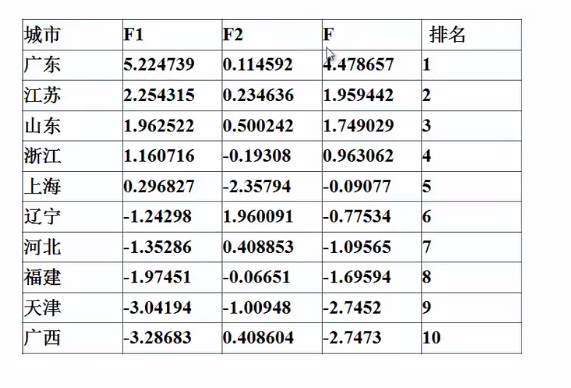 城市 F1 F2 F 排名
广东 5.224739 0.114592 4.478657 1
江苏 2.254315 0.234636 1.959442 2
山东 1.962522 0.500242 1.749029 3
浙江 1.160716 -0.19308 0.963062 4
上海 0.296827 -2.35794 -0.09077 5
辽宁 -1.24298 1.960091 -0.77534 6
河北 -1.35286 0.408853 -1.09565 7
福建 -1.97451 -0.06651 -1.69594 8
天津 -3.04194 -1.00948 -2.7452 9
广西 -3.28683 0.408604 -2.7473 10